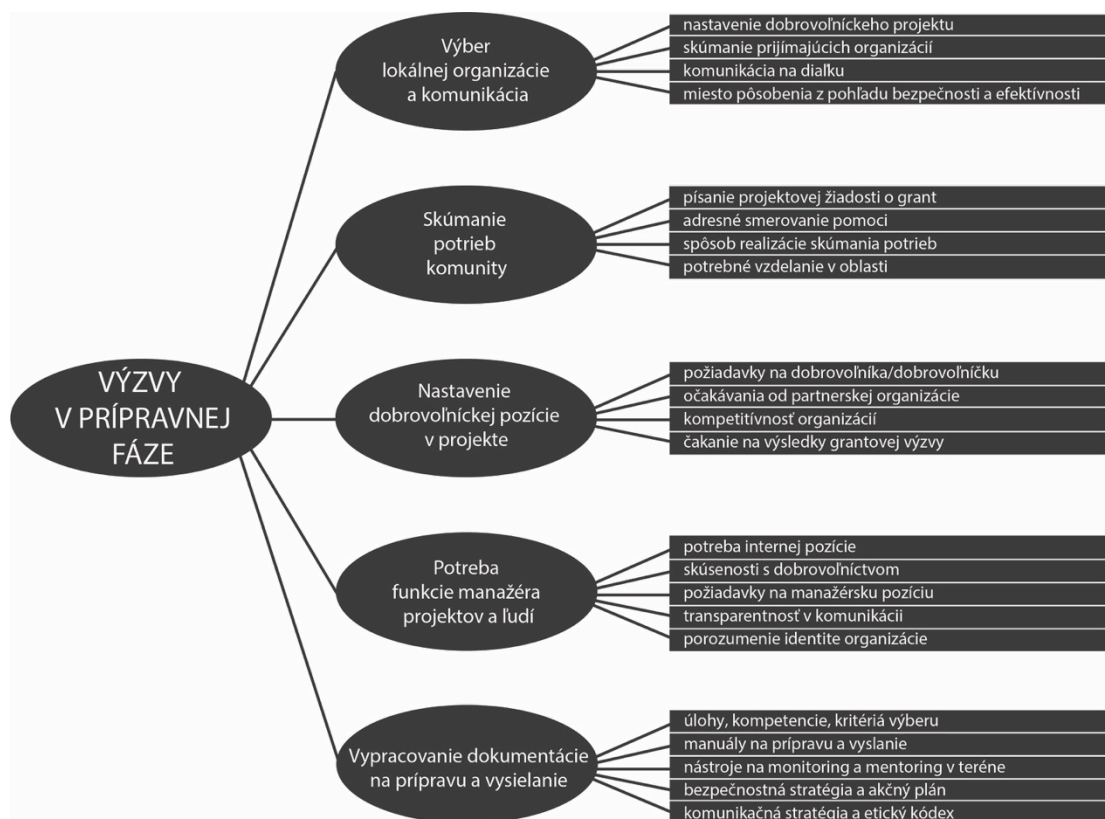 VÝZVY
V PRÍPRAVNEJ
FÁZE
Výber
lokálnej organizácie
a komunikácia
nastavenie dobrovoľníckeho projektu
skúmanie prijímajúcich organizácií
komunikácia na diaľku
miesto pôsobenia z pohľadu bezpečnosti a efektívnosti
Skúmanie
potrieb
komunity
písanie projektovej žiadosti o grant
adresné smerovanie pomoci
spôsob realizácie skúmania potrieb
potrebné vzdelanie v oblasti
Nastavenie
dobrovoľníckej pozície
v projekte
požiadavky na dobrovoľníka/dobrovoľníčku
očakávania od partnerskej organizácie
kompetitívnosť organizácií
čakanie na výsledky grantovej výzvy
Potreba
funkcie manažéra
projektov a ľudí
potreba internej pozície
skúsenosti s dobrovoľníctvom
požiadavky na manažérsku pozíciu
transparentnosť v komunikácii
porozumenie identite organizácie
Vypracovanie dokumentácie
na prípravu a vysielanie
úlohy, kompetencie, kritériá výberu
manuály na prípravu a vyslanie
nástroje na monitoring a mentoring v teréne
bezpečnostná stratégia a akčný plán
komunikačná stratégia a etický kódex